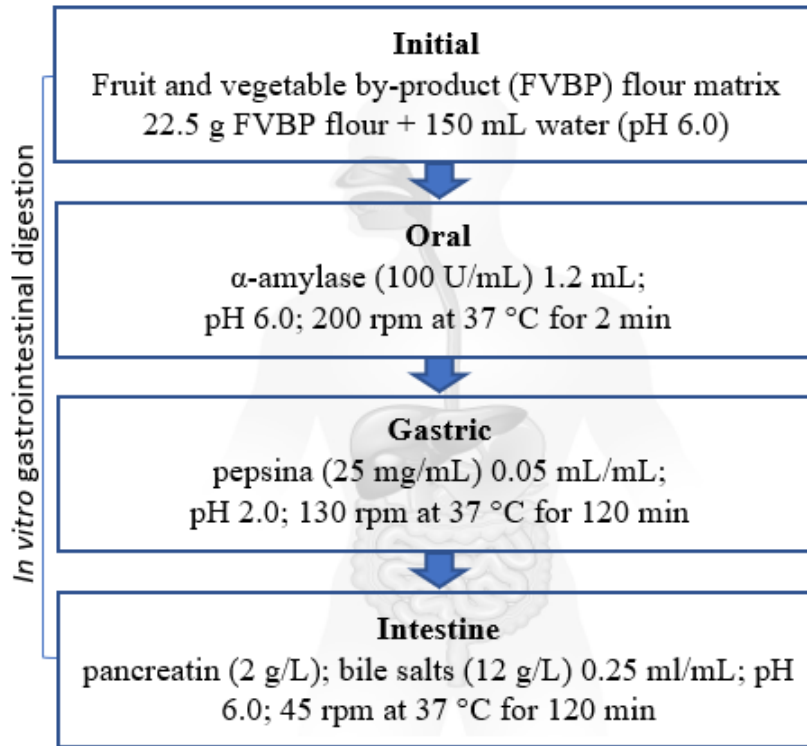 In vitro gastrointestinal digestion
Initial
Fruit and vegetable by-product (FVBP) flour matrix
22.5 g FVBP flour + 150 mL water (pH 6.0)
Oral
α-amylase (100 U/mL) 1.2 mL;
pH 6.0; 200 rpm at 37 °C for 2 min
Gastric
pepsina (25 mg/mL) 0.05 mL/mL;
pH 2.0; 130 rpm at 37 °C for 120 min
Intestine
pancreatin (2 g/L); bile salts (12 g/L) 0.25 ml/mL; pH
6.0; 45 rpm at 37 °C for 120 min